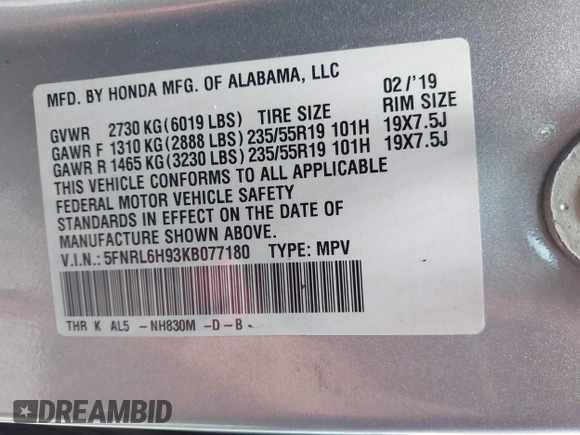 MFD. BY HONDA MFG. OF ALABAMA, LLC 02/'19
GVWR 2730 KG(6019 LBS) TIRE SIZE RIM SIZE
GAWR F 1310 KG(2888 LBS) 235/55R19 101H 19X7.5J
GAWR R 1465 KG(3230 LBS) 235/55R19 101H 19X7.5J
THIS VEHICLE CONFORMS TO ALL APPLICABLE
FEDERAL MOTOR VEHICLE SAFETY
STANDARDS IN EFFECT ON THE DATE OF
MANUFACTURE SHOWN ABOVE.
V.I.N.: 5FNRL6H93KB077180 TYPE: MPV
THR K AL5 -NH830M -D-B-
DREAMBID